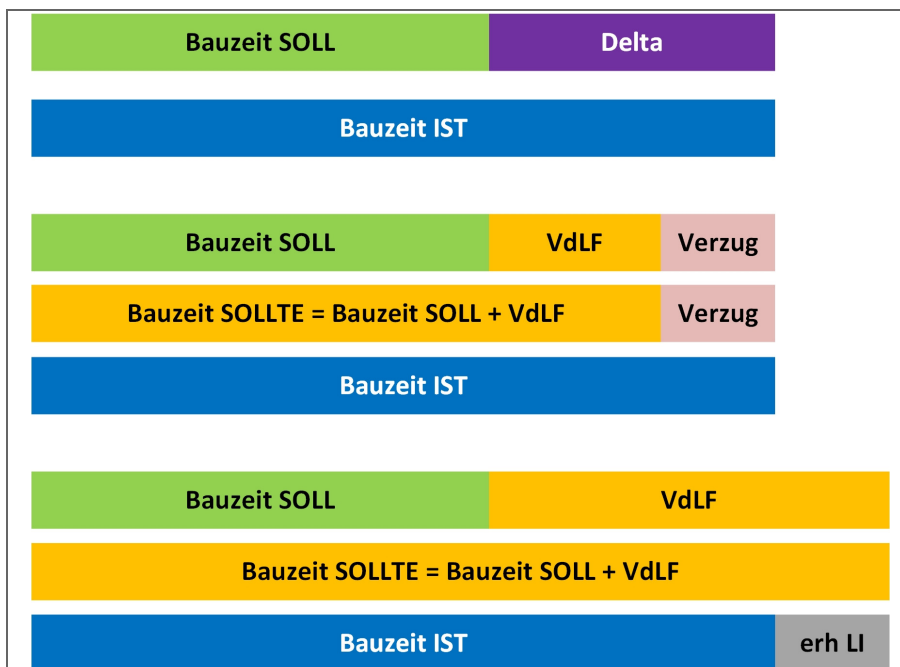 Bauzeit SOLL Delta
Bauzeit IST
Bauzeit SOLL VdLF Verzug
Bauzeit SOLLTE = Bauzeit SOLL + VdLF Verzug
Bauzeit IST
Bauzeit SOLL VdLF
Bauzeit SOLLTE = Bauzeit SOLL + VdLF
Bauzeit IST erh LI